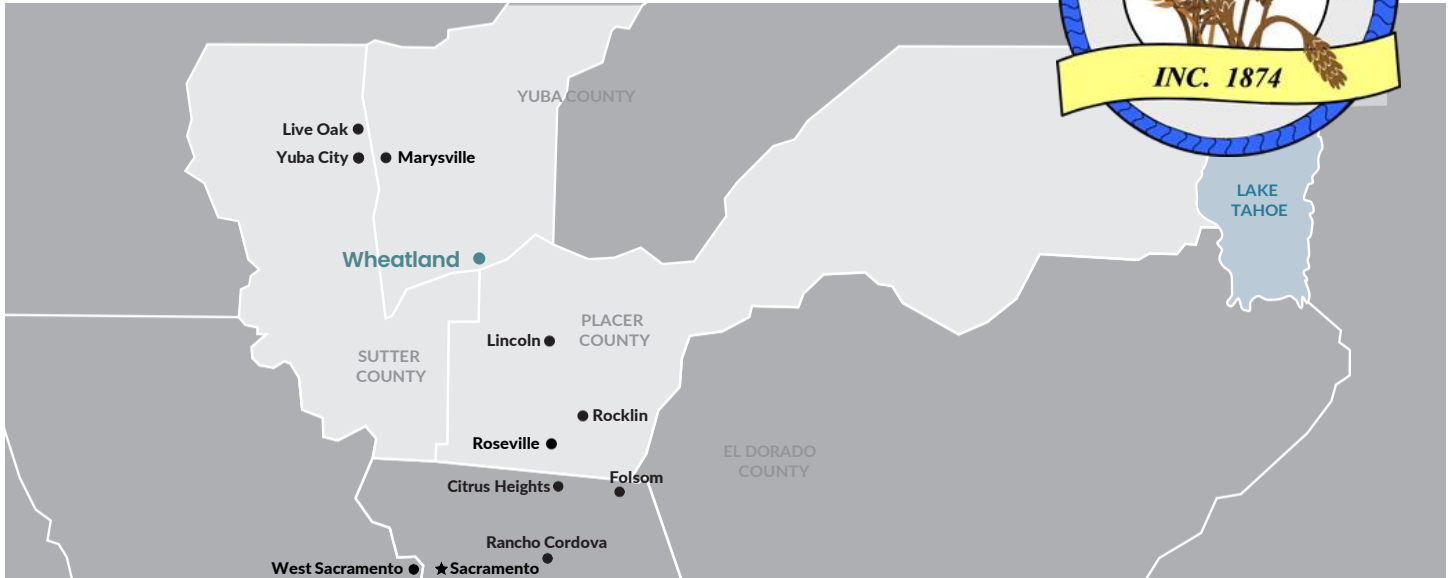 INC. 1874
YUBA COUNTY
Live Oak
Yuba City
Marysville
LAKE
TAHOE
Wheatland
PLACER
COUNTY
Lincoln
SUTTER
COUNTY
Rocklin
Roseville
EL DORADO
COUNTY
Folsom
Citrus Heights
Rancho Cordova
West Sacramento
Sacramento